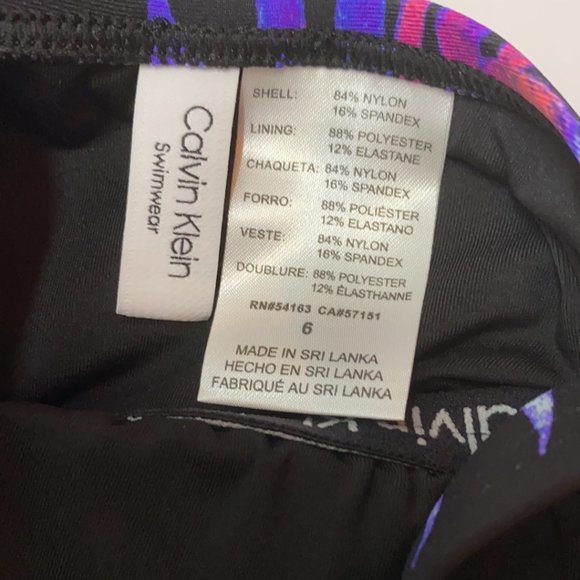 Calvin Klein
Swimwear
SHELL: 84% NYLON
16% SPANDEX
LINING: 88% POLYESTER
12% ELASTANE
CHAQUETA: 84% NYLON
16% SPANDEX
FORRO: 88% POLIÉSTER
12% ELASTANO
VESTE: 84% NYLON
16% SPANDEX
DOUBLURE: 88% POLYESTER
12% ÉLASTHANNE
RN#54163 CA#57151
6
MADE IN SRI LANKA
HECHO EN SRI LANKA
FABRIQUÉ AU SRI LANKA